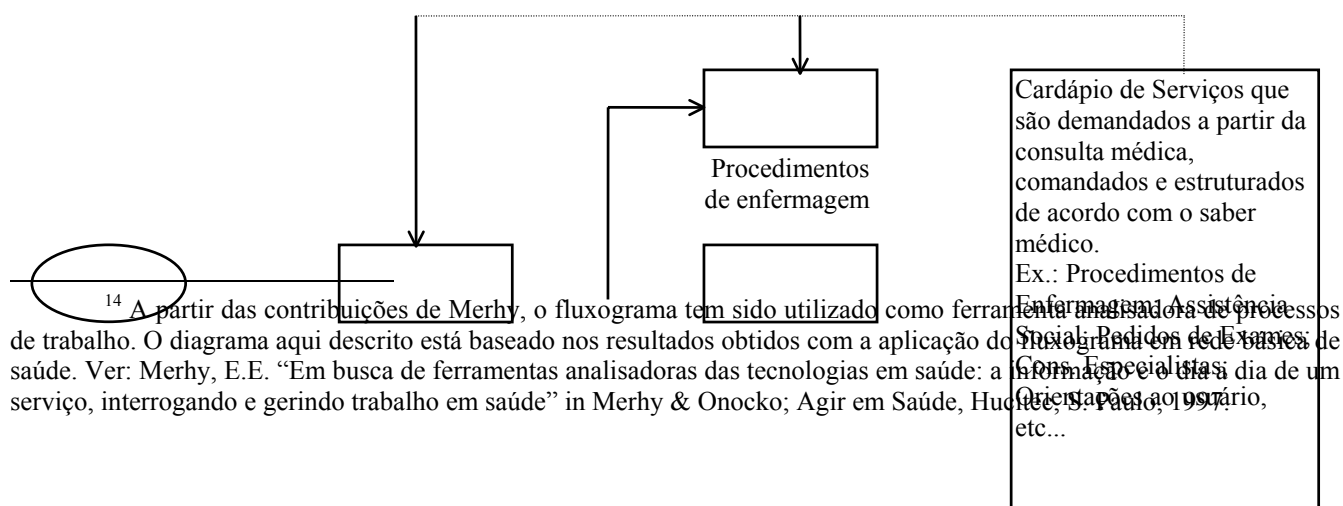 Cardápio de Serviços que
são demandados a partir da
consulta médica,
comandados e estruturados
de acordo com o saber
médico.
Ex.: Procedimentos de
Enfermagem; Assistência
Social; Pedidos de Exames;
Cons. Especialistas;
Orientações ao usuário,
etc...
Procedimentos
de enfermagem
14 A partir das contribuições de Merhy, o fluxograma tem sido utilizado como ferramenta analisadora de processos
de trabalho. O diagrama aqui descrito está baseado nos resultados obtidos com a aplicação do fluxograma em rede básica de
saúde. Ver: Merhy, E.E. “Em busca de ferramentas analisadoras das tecnologias em saúde: a informação e o dia a dia de um
serviço, interrogando e gerindo trabalho em saúde” in Merhy & Onocko; Agir em Saúde, Hucitec, S. Paulo, 1997.